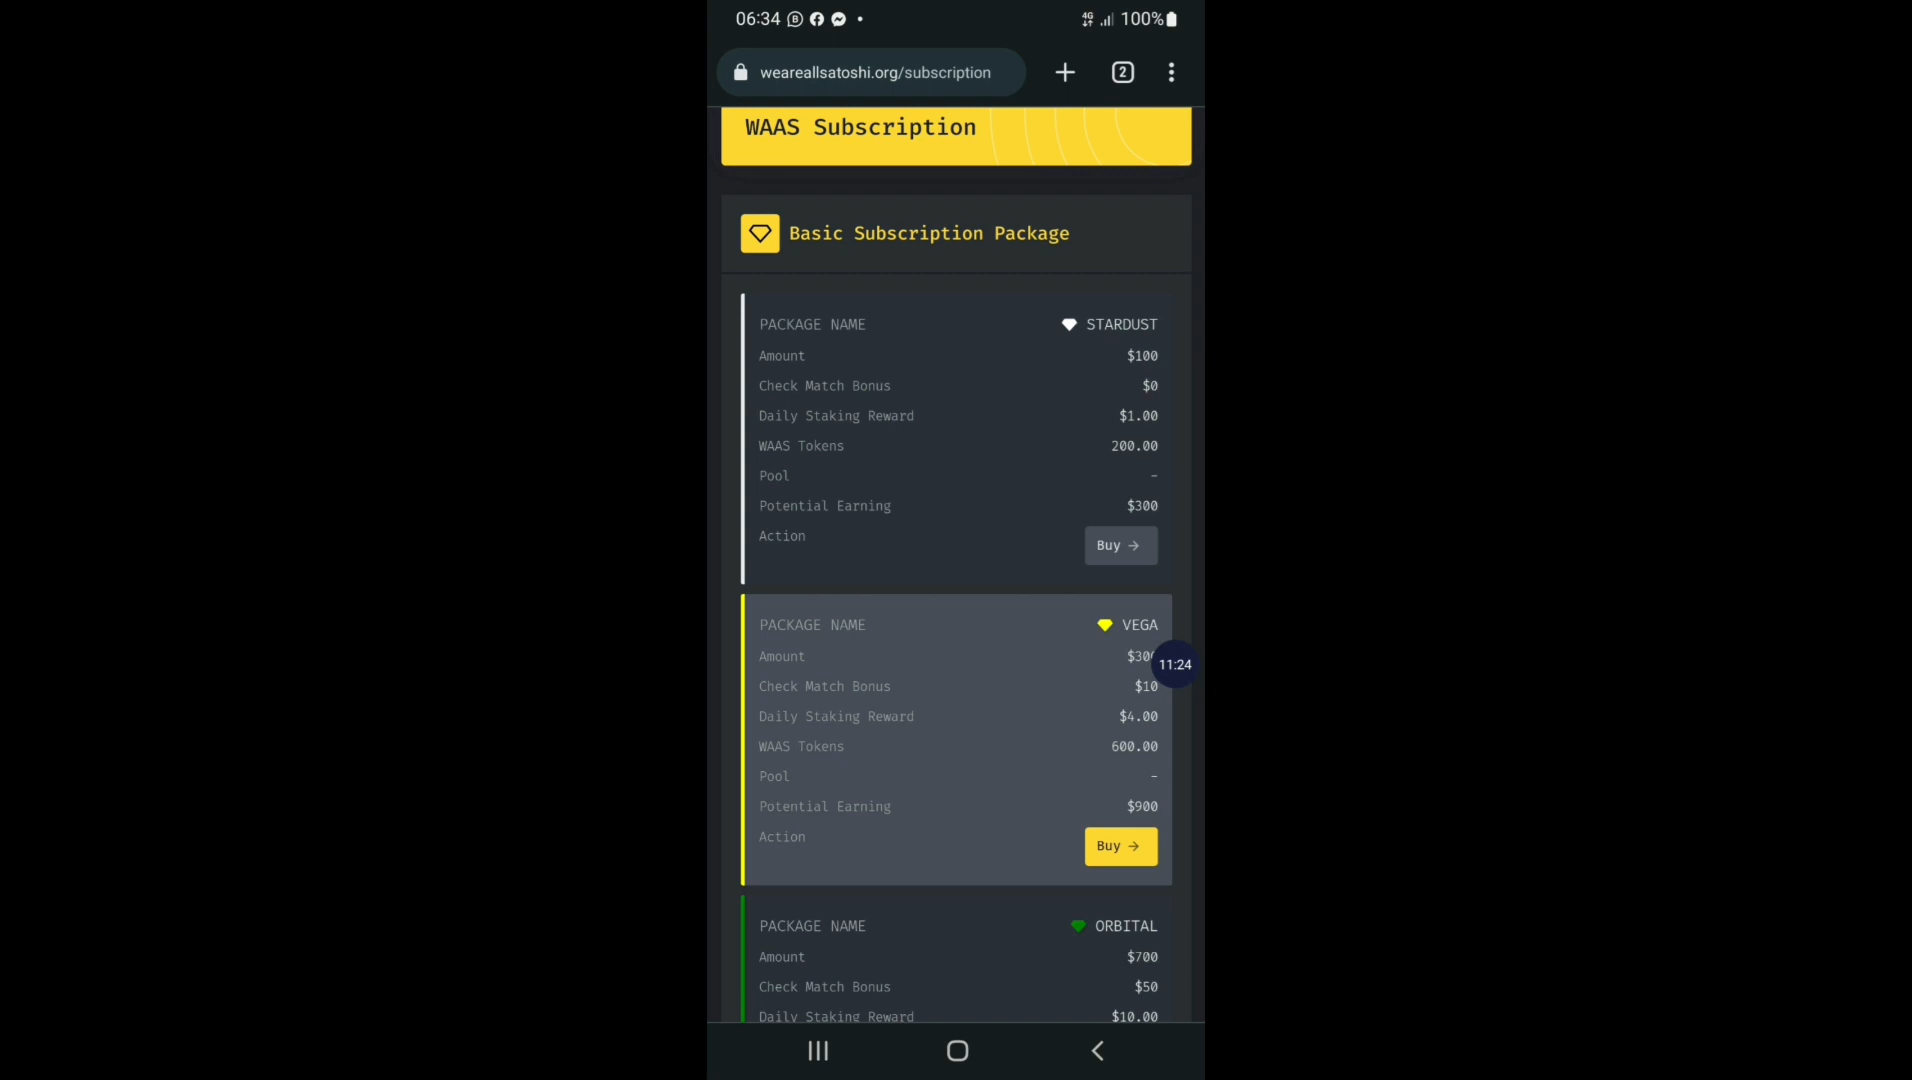 06:34 100%
weareallsatoshi.org/subscription 2
WAAS Subscription
Basic Subscription Package
PACKAGE NAME STARDUST
Amount $100
Check Match Bonus $0
Daily Staking Reward $1.00
WAAS Tokens 200.00
Pool -
Potential Earning $300
Action Buy →
PACKAGE NAME VEGA
Amount
11:24
Check Match Bonus $10
Daily Staking Reward $4.00
WAAS Tokens 600.00
Pool -
Potential Earning $900
Action Buy →
PACKAGE NAME ORBITAL
Amount $700
Check Match Bonus $50
Daily Staking Reward $10.00